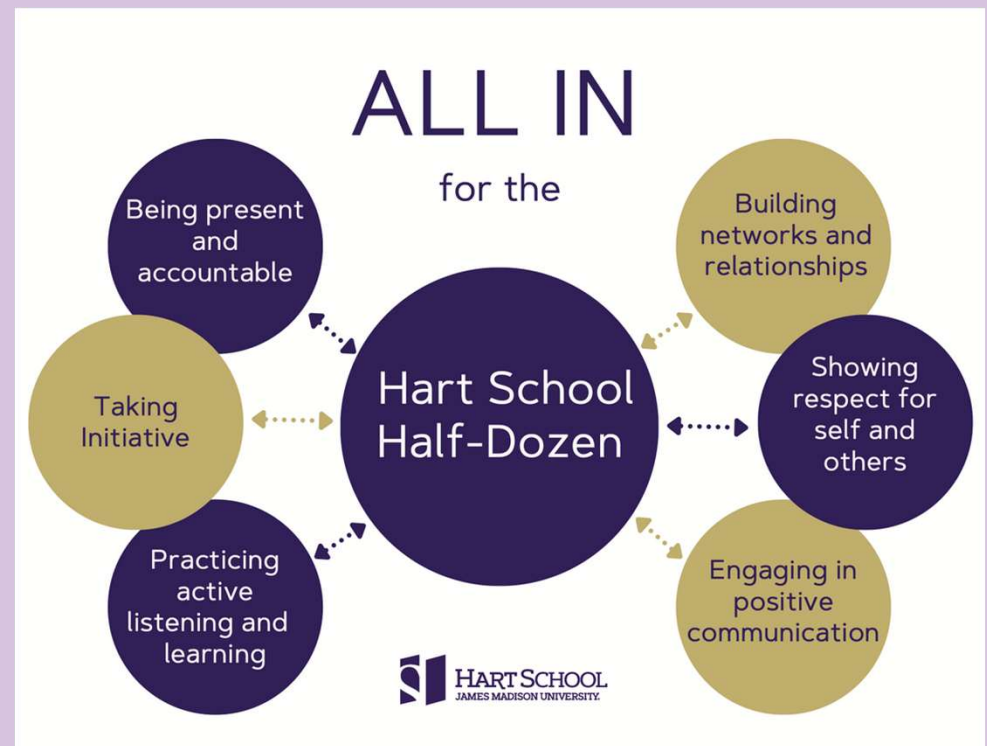 ALL IN
for the
Being present
and
accountable
Taking
Initiative
Practicing
active
listening and
learning
Hart School
Half-Dozen
Building
networks and
relationships
Showing
respect for
self and
others
Engaging in
positive
communication
HART SCHOOL
JAMES MADISON UNIVERSITY.